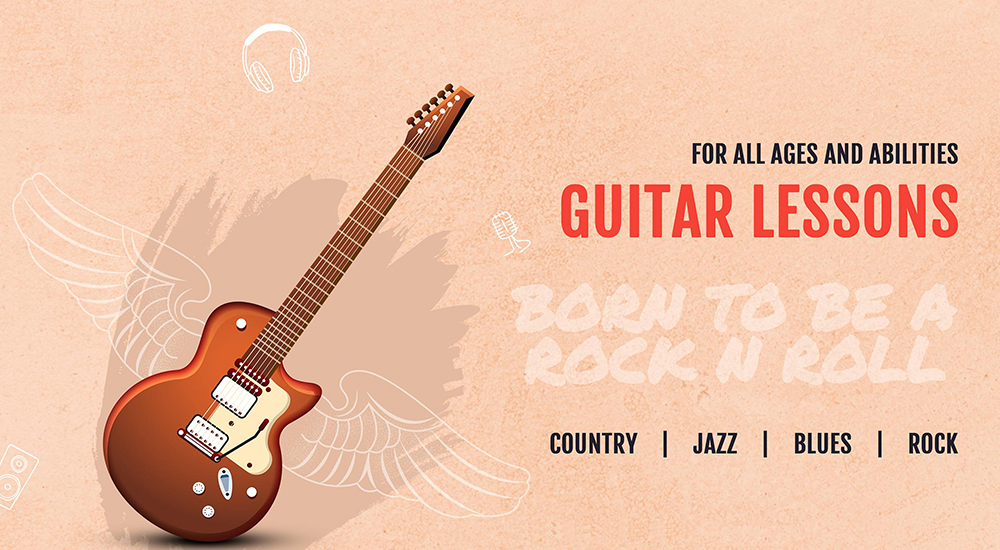 FOR ALL AGES AND ABILITIES
GUITAR LESSONS
BORN TO BE A
ROCK N ROLL
COUNTRY | JAZZ | BLUES | ROCK